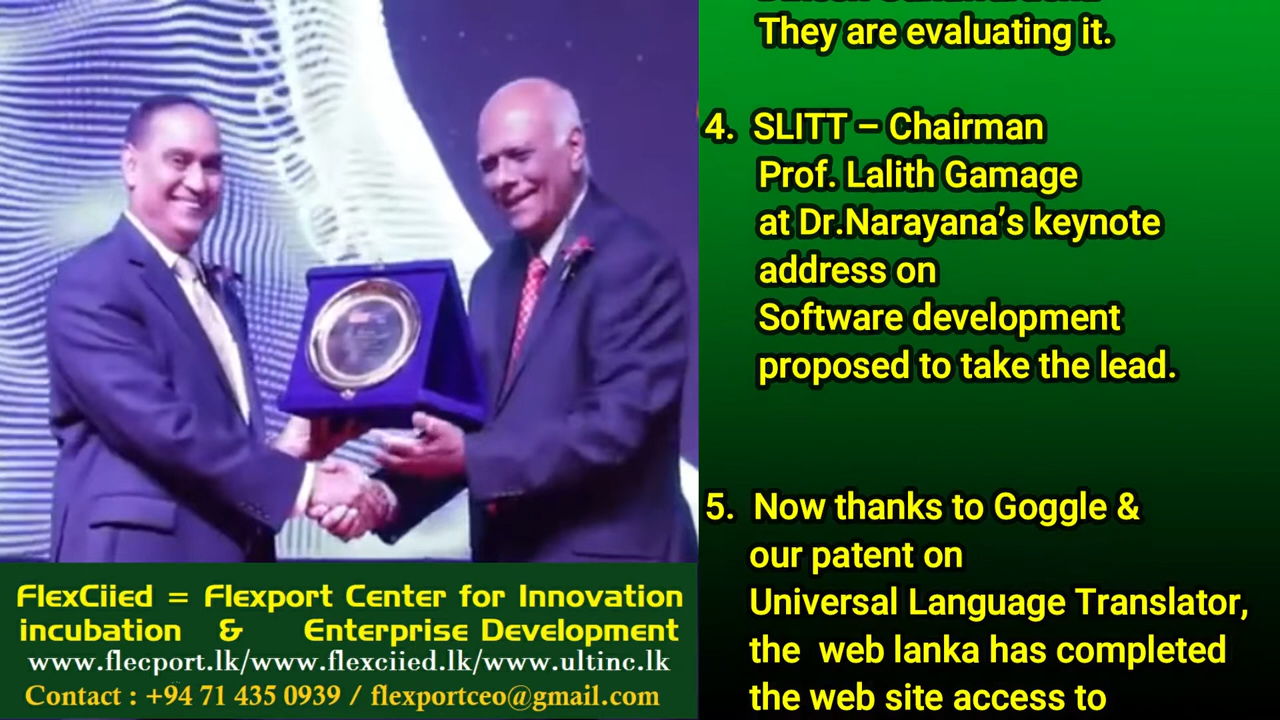 FlexCiied = Flexport Center for Innovation
incubation & Enterprise Development
www.flecport.lk/www.flexciied.lk/www.ultinc.lk
Contact : +94 71 435 0939 / flexportceo@gmail.com
They are evaluating it.
4. SLITT – Chairman
Prof. Lalith Gamage
at Dr.Narayana's keynote
address on
Software development
proposed to take the lead.
5. Now thanks to Goggle &
our patent on
Universal Language Translator,
the web lanka has completed
the web site access to